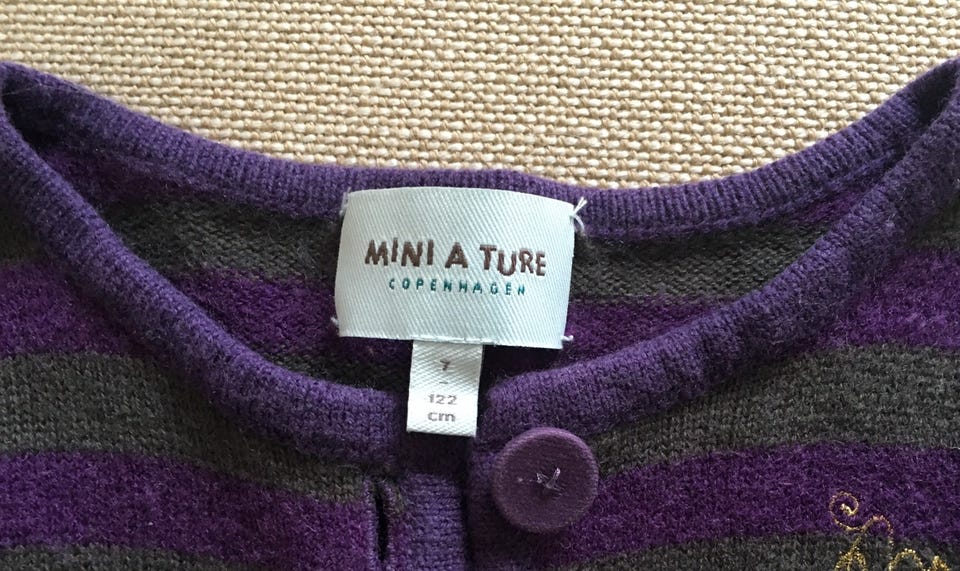 MINI A TURE
COPENHAGEN
7
122
cm